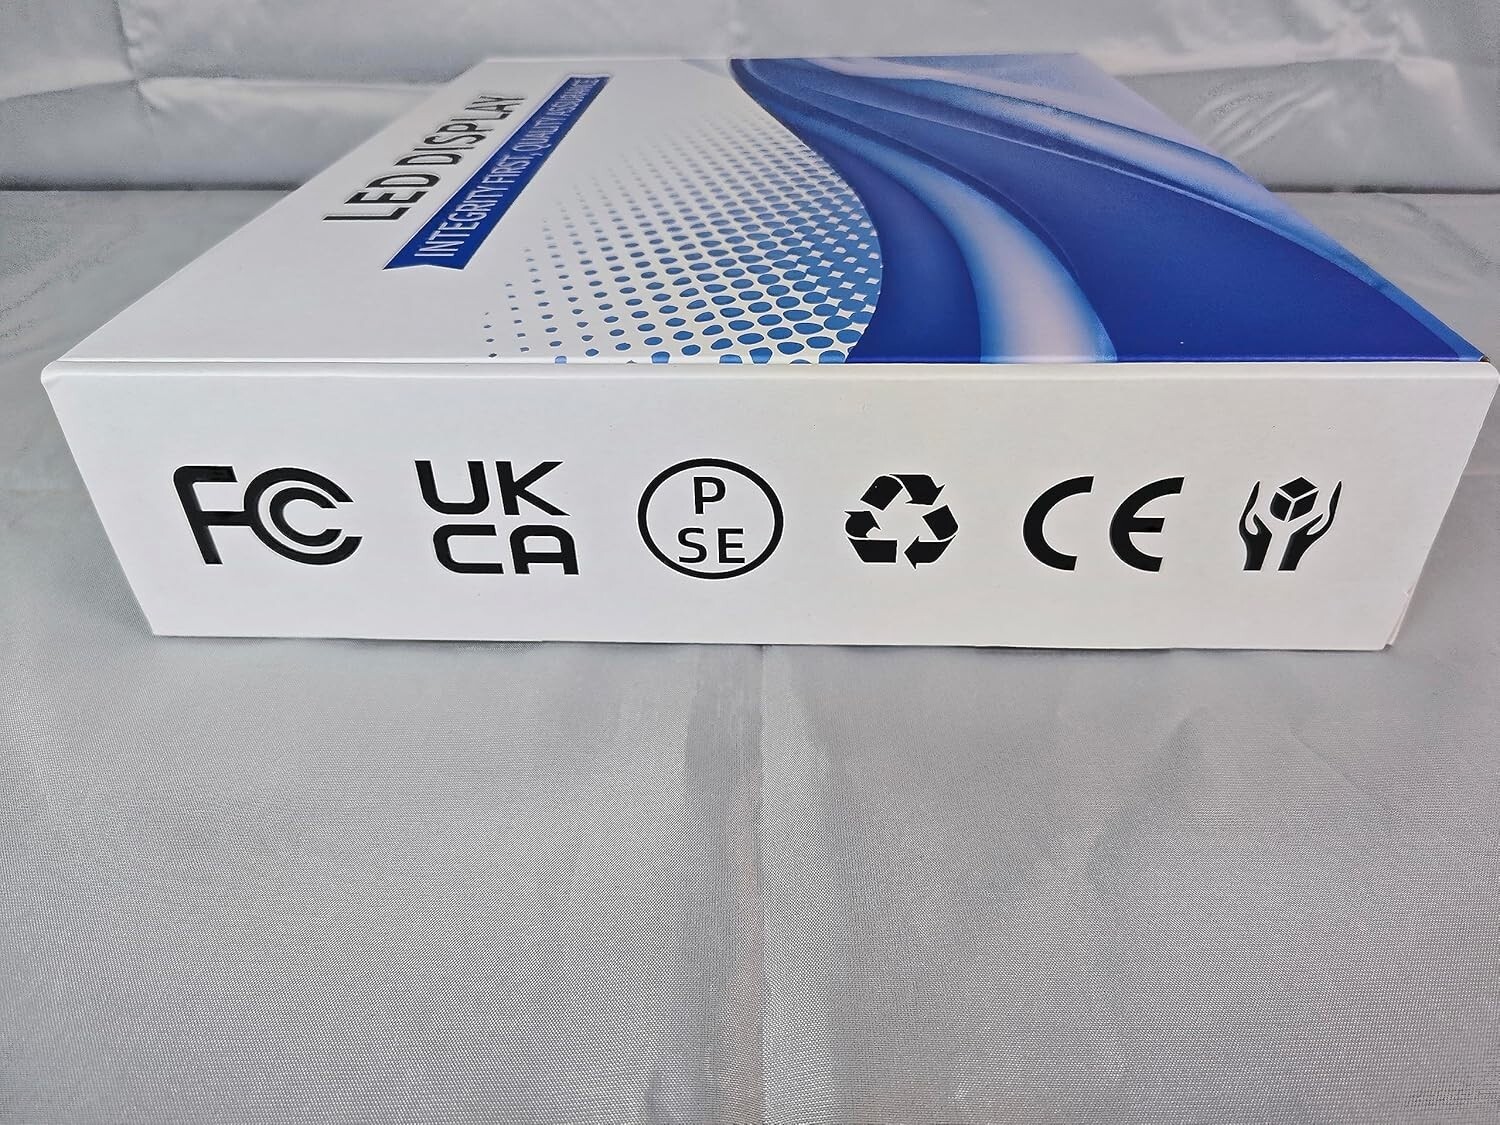 LED DISPLAY
INTEGRITY FIRST, QUALITY ASSURANCE
FC
UK
CA
P
SE
CE